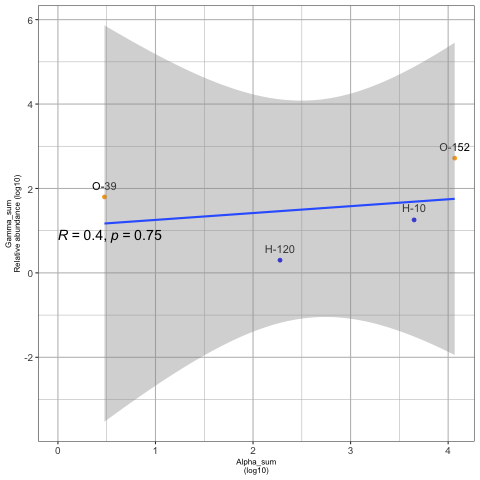 6
4
2
0
-2
Gamma_sum
Relative abundance (log10)
O-152
O-39
H-10
R = 0.4, p = 0.75
H-120
0 1 2 3 4
Alpha_sum
(log10)